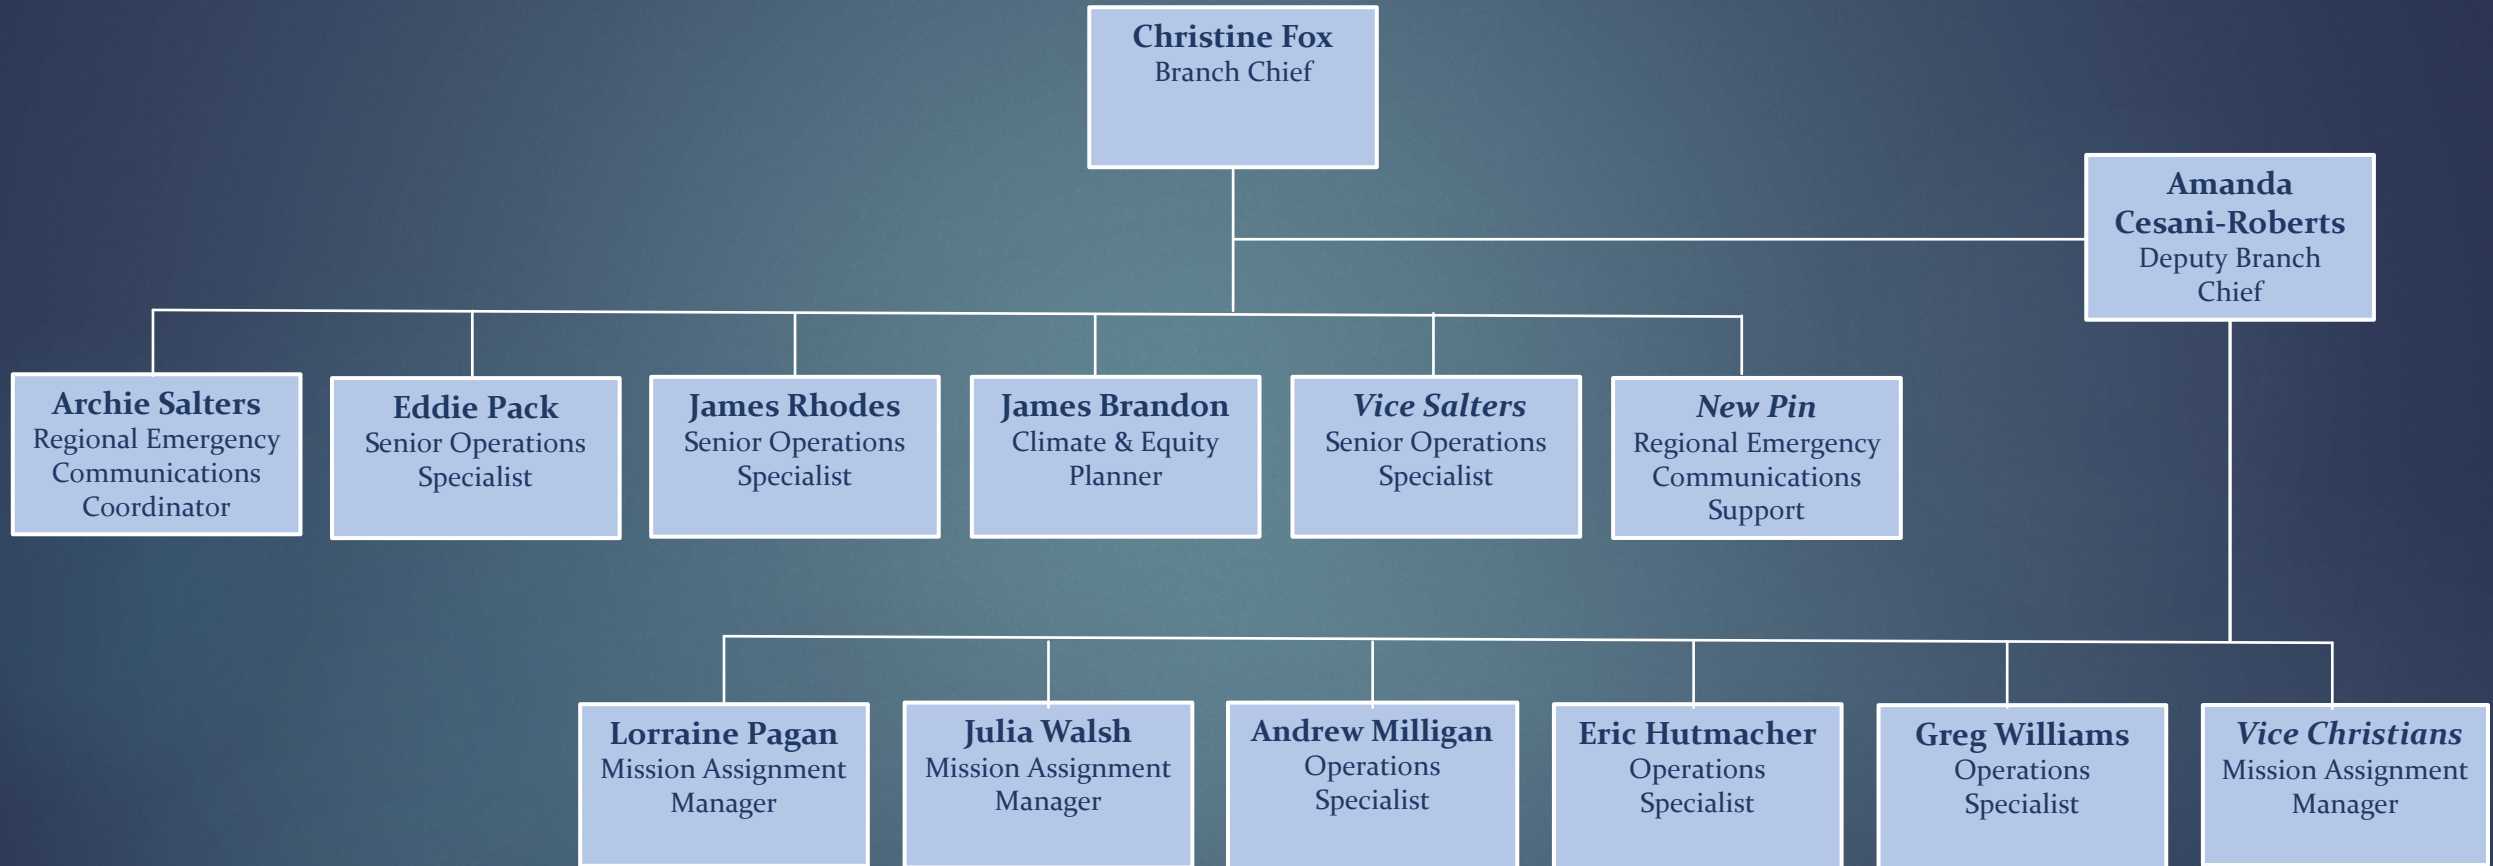 Christine Fox
Branch Chief
Amanda
Cesani-Roberts
Deputy Branch
Chief
Archie Salters
Regional Emergency
Communications
Coordinator
Eddie Pack
Senior Operations
Specialist
James Rhodes
Senior Operations
Specialist
James Brandon
Climate & Equity
Planner
Vice Salters
Senior Operations
Specialist
New Pin
Regional Emergency
Communications
Support
Lorraine Pagan
Mission Assignment
Manager
Julia Walsh
Mission Assignment
Manager
Andrew Milligan
Operations
Specialist
Eric Hutmacher
Operations
Specialist
Greg Williams
Operations
Specialist
Vice Christians
Mission Assignment
Manager